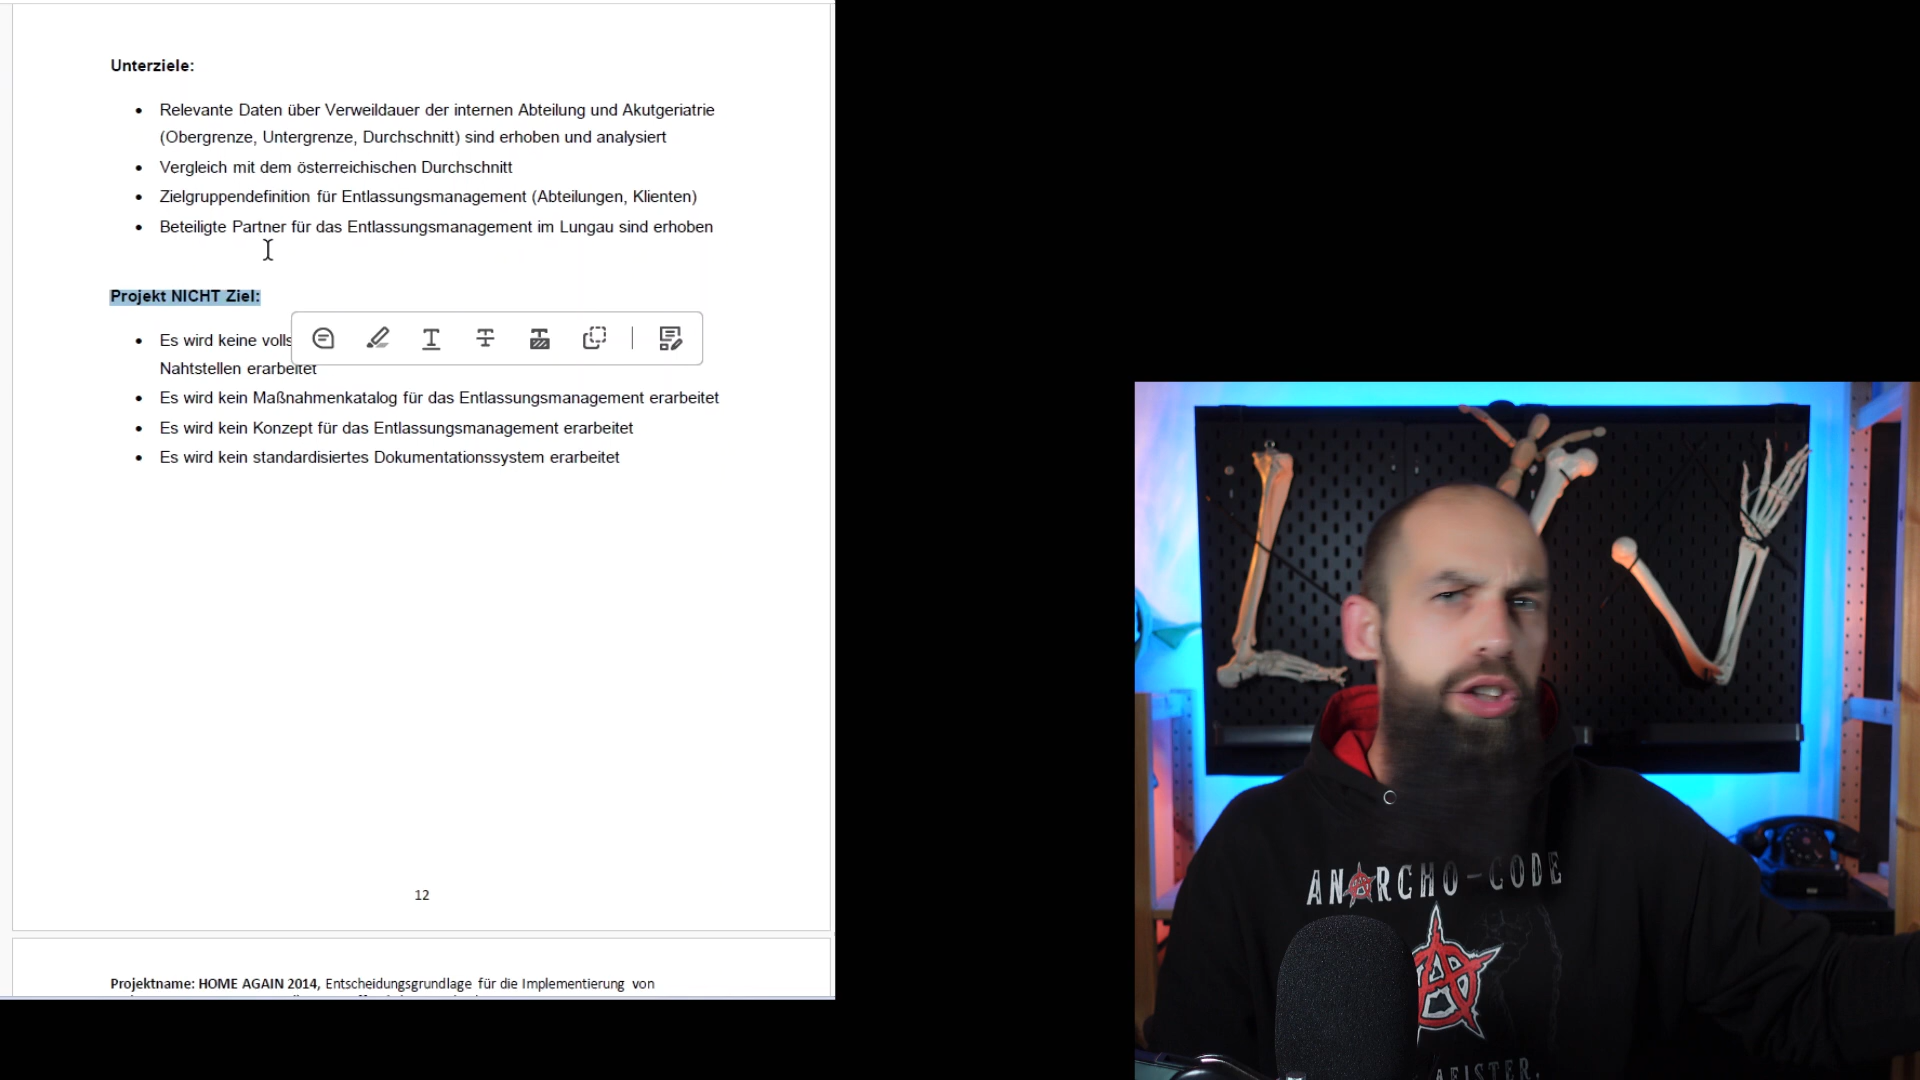 Unterziele:
• Relevante Daten über Verweildauer der internen Abteilung und Akutgeriatrie
(Obergrenze, Untergrenze, Durchschnitt) sind erhoben und analysiert
• Vergleich mit dem österreichischen Durchschnitt
• Zielgruppendefinition für Entlassungsmanagement (Abteilungen, Klienten)
• Beteiligte Partner für das Entlassungsmanagement im Lungau sind erhoben
Projekt NICHT Ziel:
• Es wird keine
Nahtstellen erarbeitet
• Es wird kein Maßnahmenkatalog für das Entlassungsmanagement erarbeitet
• Es wird kein Konzept für das Entlassungsmanagement erarbeitet
• Es wird kein standardisiertes Dokumentationssystem erarbeitet
12
Projektname: HOME AGAIN 2014, Entscheidungsgrundlage für die Implementierung von
ANARCHO-CODE